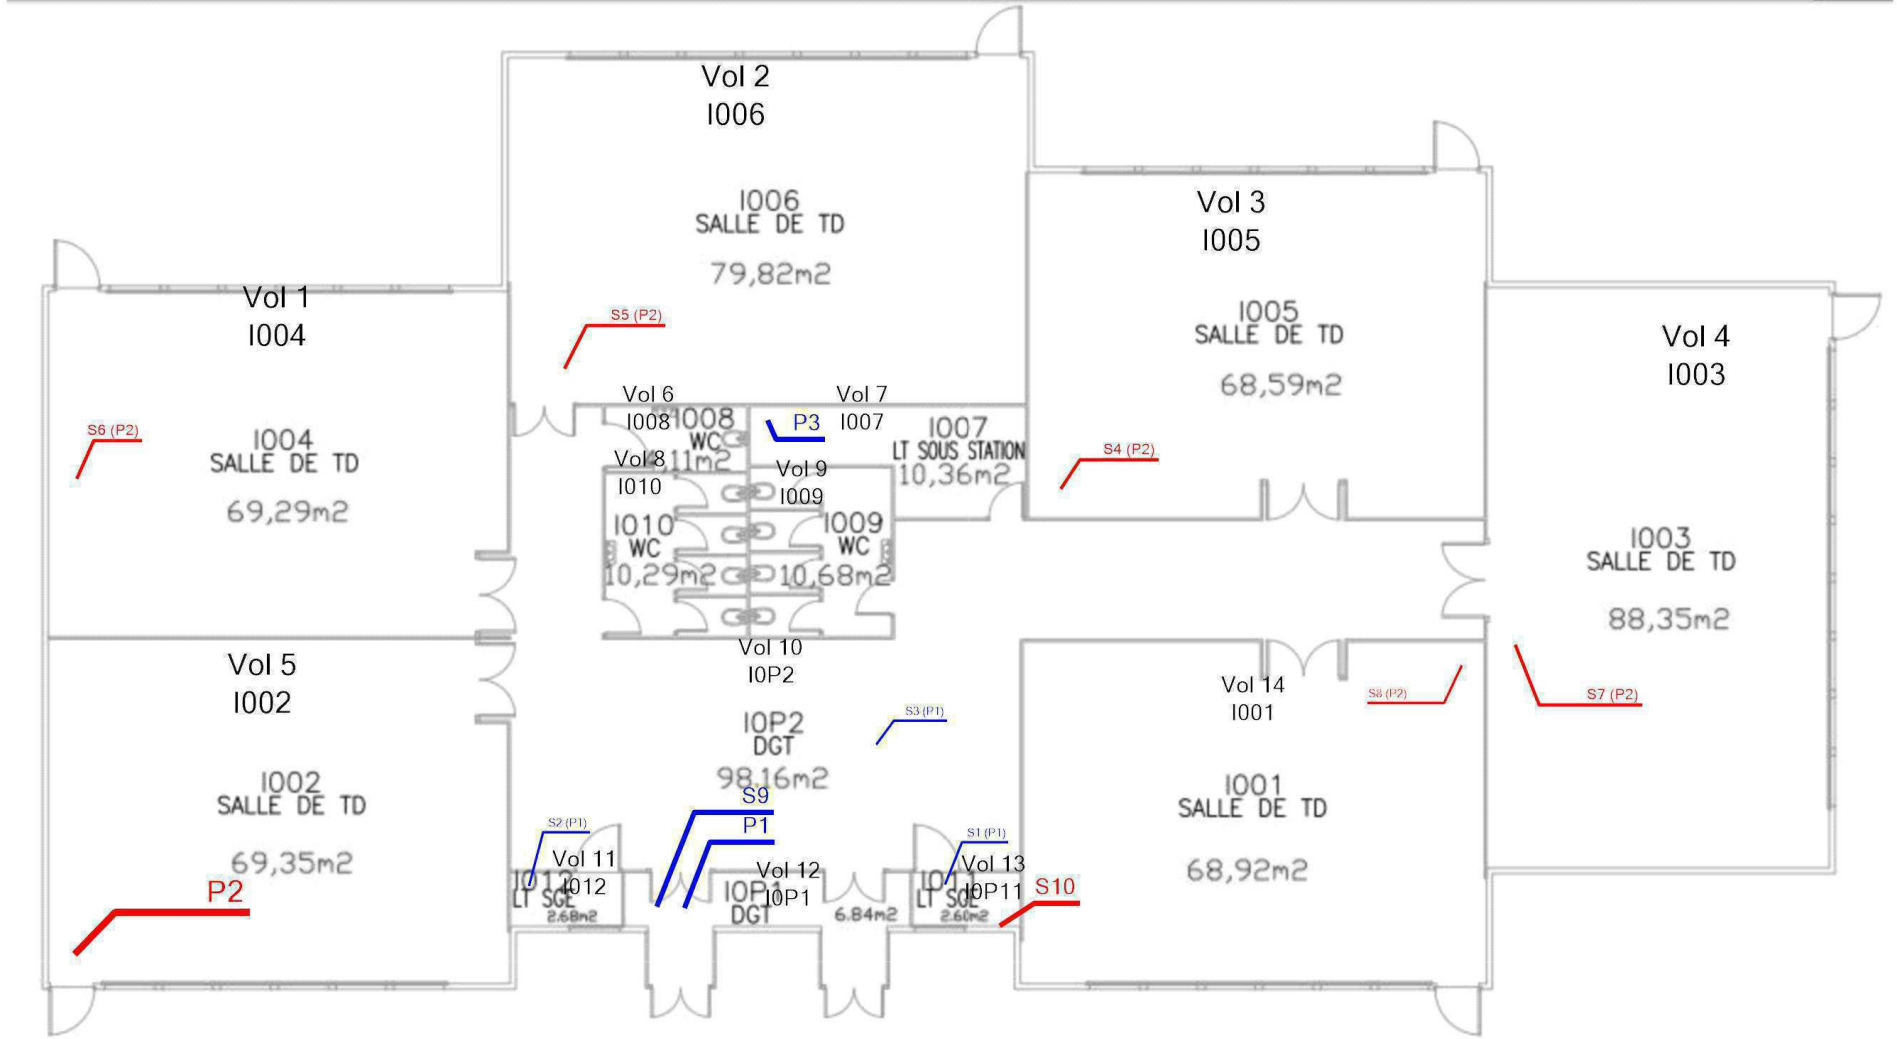 Vol 2
I006
I006
SALLE DE TD
79,82m2
S5 (P2)
Vol 3
I005
I005
SALLE DE TD
68,59m2
S4 (P2)
Vol 1
I004
S6 (P2)
I004
SALLE DE TD
69,29m2
Vol 4
I003
I003
SALLE DE TD
88,35m2
S7 (P2)
Vol 6
I008
I008
WC
Vol 7
I007
P3
I007
LT SOUS STATION
10,36m2
Vol 8
I010
I010
WC
10,29m2
Vol 9
I009
I009
WC
10,68m2
Vol 10
I0P2
I0P2
DGT
98.16m2
S3 (P1)
S9
P1
Vol 5
I002
I002
SALLE DE TD
69,35m2
P2
Vol 14
I001
S8 (P2)
I001
SALLE DE TD
68,92m2
S2 (P1)
Vol 11
I012
I012
LT SGE
2.68m2
Vol 12
I0P1
I0P1
DGT
6.84m2
S1 (P1)
Vol 13
I0P11
LT SGE
2.60m2
S10